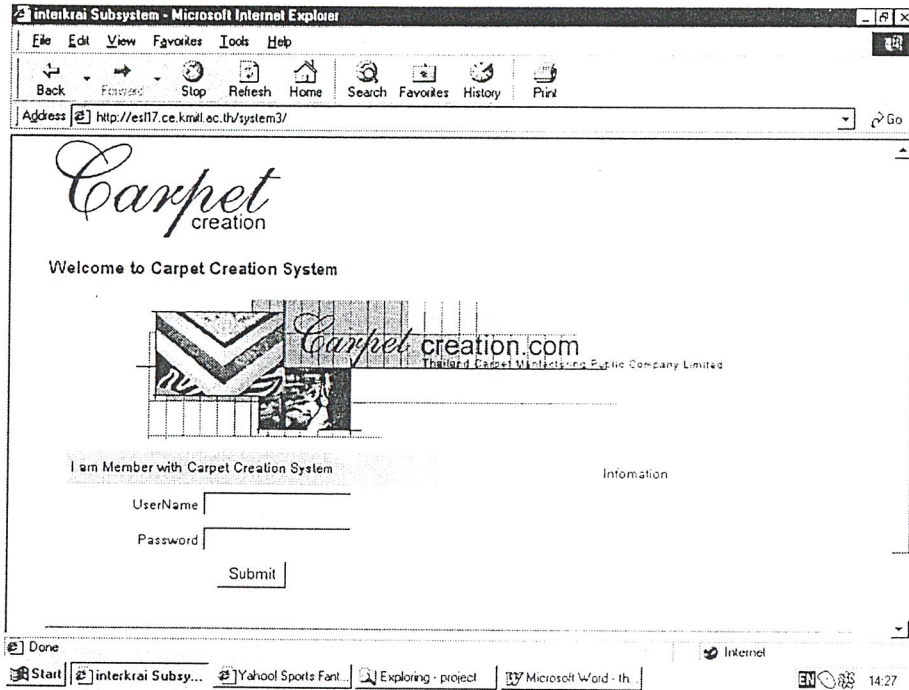 interkrai Subsystem - Microsoft Internet Explorer
File Edit View Favorites Tools Help
Back Forward Stop Refresh Home Search Favorites History Print
Address http://esl17.ce.kmitl.ac.th/system3/ Go
Carpet
creation
Welcome to Carpet Creation System
Carpet creation.com
Thailand Carpet Manufacturing Public Company Limited
I am Member with Carpet Creation System
Infomation
UserName
Password
Submit
Done
Internet
Start interkrai Subsy... Yahoo! Sports Fant... Exploring - project Microsoft Word - th... EN 14:27